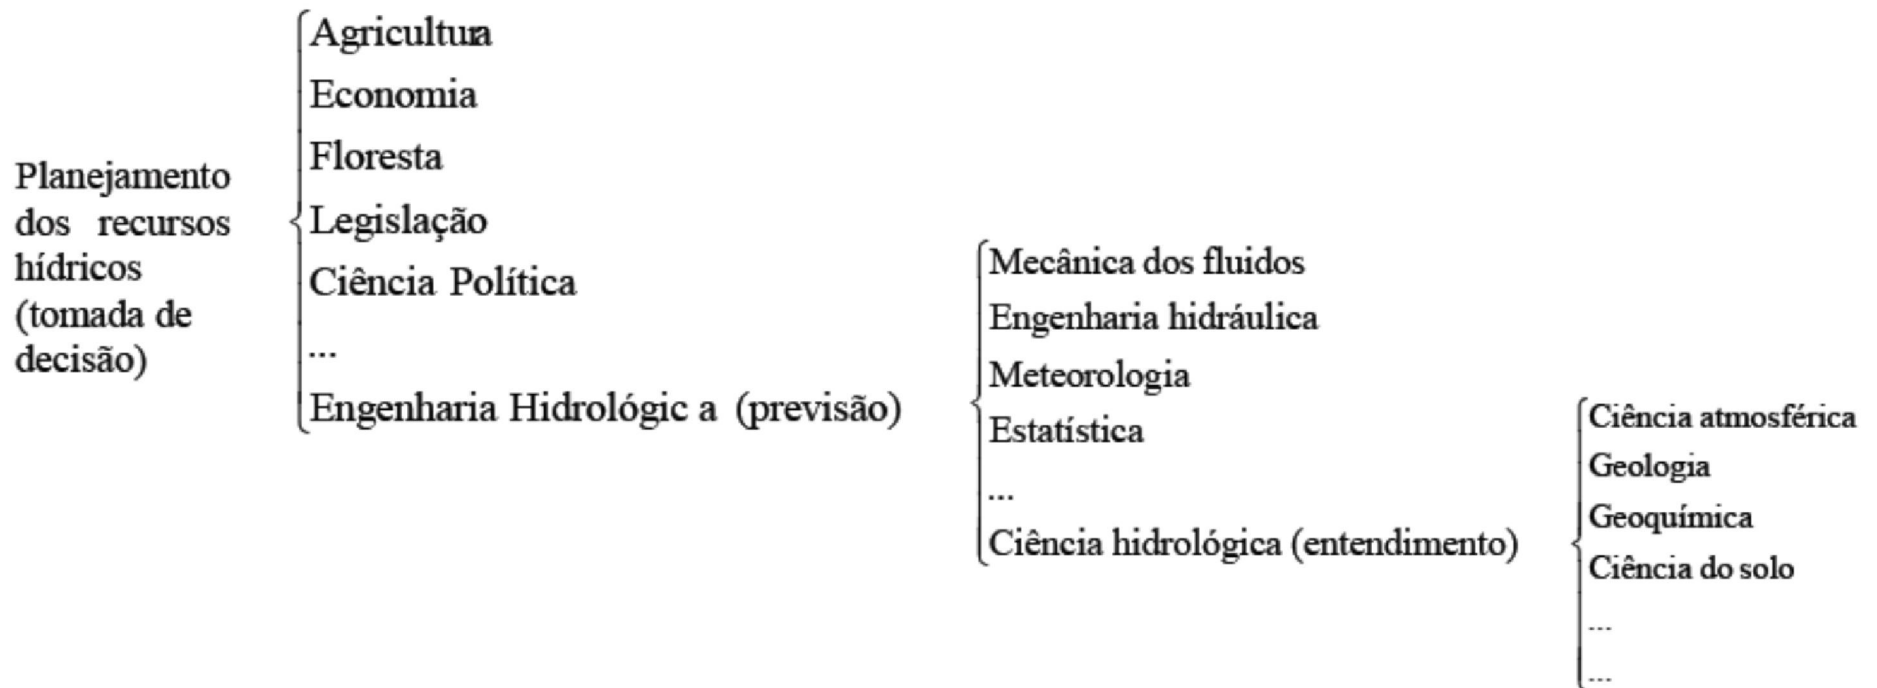 Planejamento
dos recursos
hídricos
(tomada de
decisão)
Agricultura
Economia
Floresta
Legislação
Ciência Política
...
Engenharia Hidrológic a (previsão)
Mecânica dos fluidos
Engenharia hidráulica
Meteorologia
Estatística
...
Ciência hidrológica (entendimento)
Ciência atmosférica
Geologia
Geoquímica
Ciência do solo
...
...